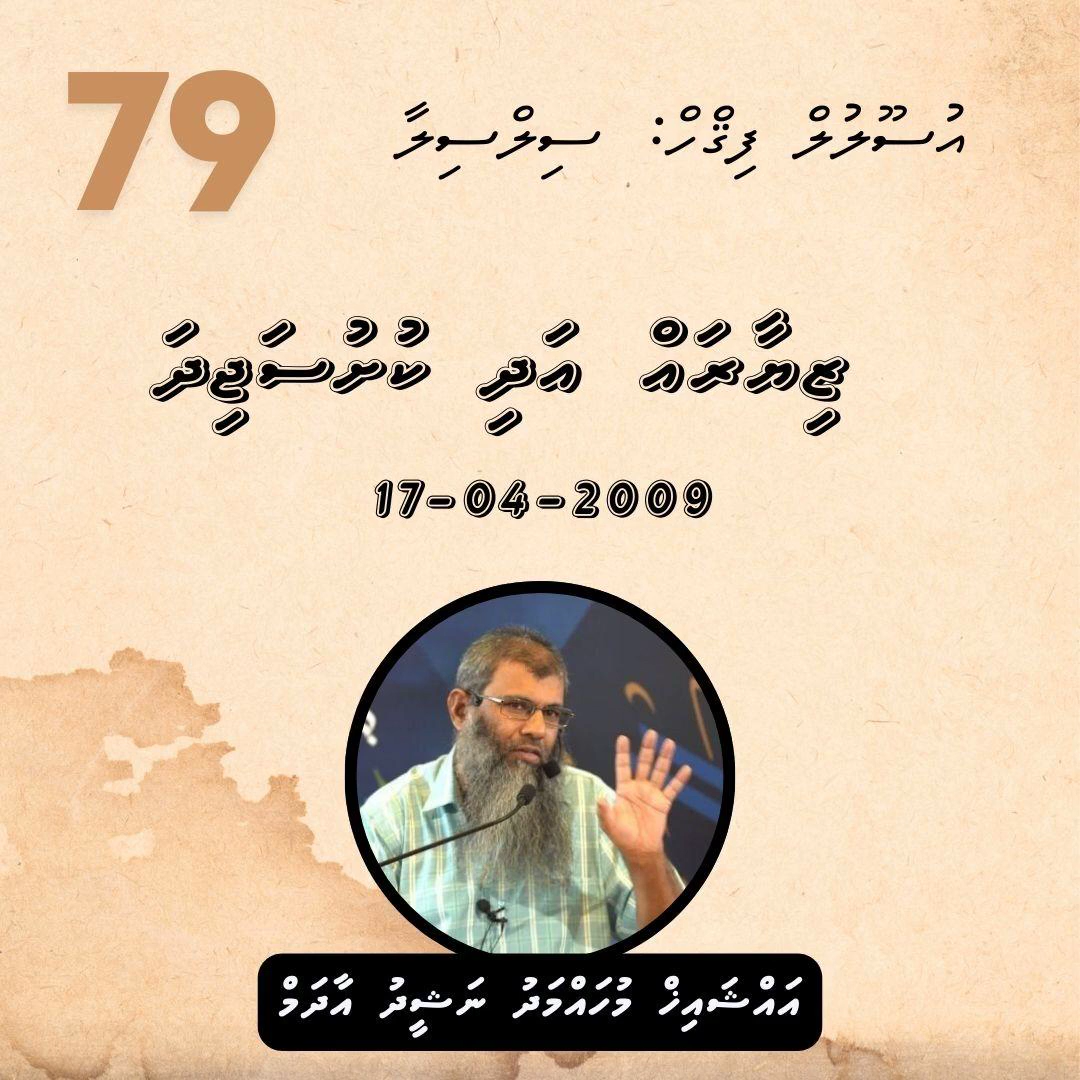 79
އުސޫލުލް ފިޤްހް: ސިލްސިލާ
ޒިޔާރަތް އަދި ކުށުސަޖިދަ
17-04-2009
އައްޝައިޚް މުޙައްމަދު ނަޝީދު އާދަމް